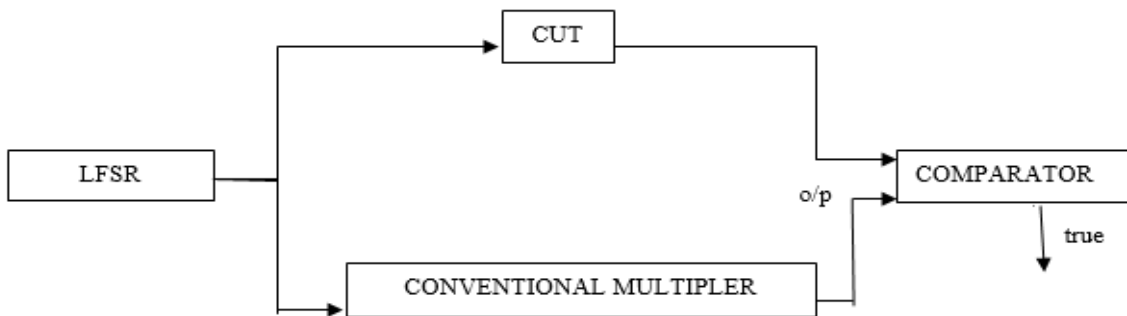 CUT
LFSR
COMPARATOR
o/p
true
CONVENTIONAL MULTIPLER